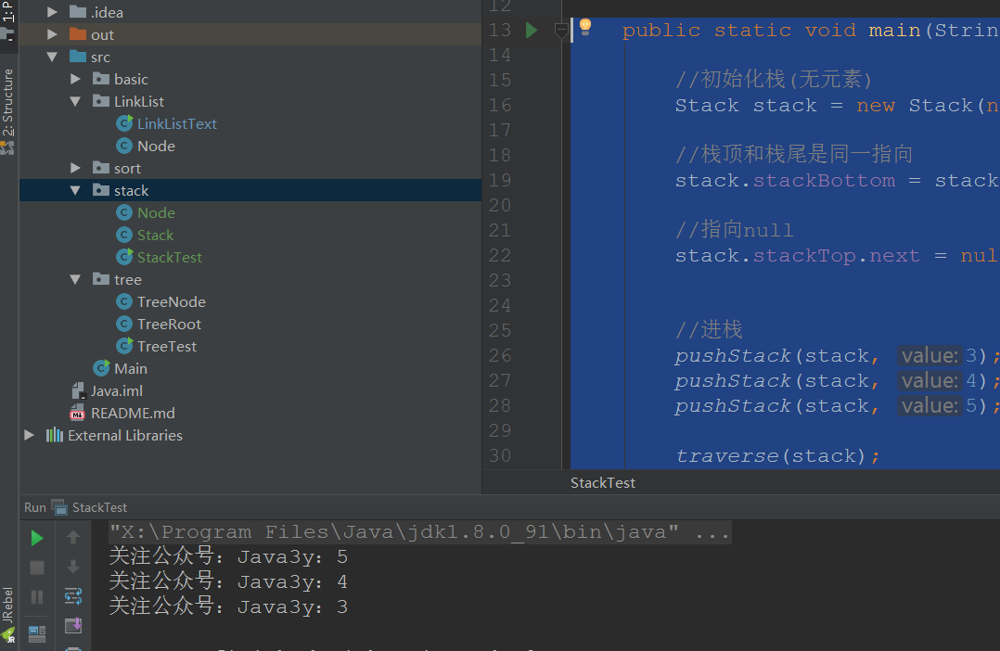 1: P
2: Structure
JRebel
JR
.idea
out
src
basic
LinkList
C LinkListText
C Node
sort
stack
C Node
C Stack
C StackTest
tree
C TreeNode
C TreeRoot
C TreeTest
C Main
Java.iml
README.md
External Libraries
12
13 public static void main(Strin
14
15 //初始化栈(无元素)
16 Stack stack = new Stack(n
17
18 //栈顶和栈尾是同一指向
19 stack.stackBottom = stack
20
21 //指向null
22 stack.stackTop.next = nul
23
24
25 //进栈
26 pushStack(stack, value: 3);
27 pushStack(stack, value: 4);
28 pushStack(stack, value: 5);
29
30 traverse(stack);
StackTest
Run StackTest
"X:\Program Files\Java\jdk1.8.0_91\bin\java" ...
关注公众号：Java3y：5
关注公众号：Java3y：4
关注公众号：Java3y：3